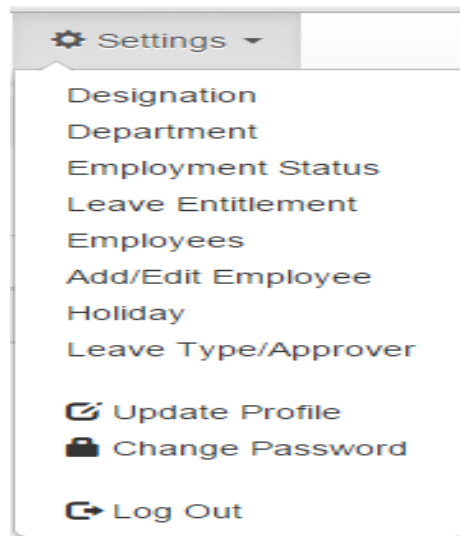 Settings
Designation
Department
Employment Status
Leave Entitlement
Employees
Add/Edit Employee
Holiday
Leave Type/Approver
Update Profile
Change Password
Log Out